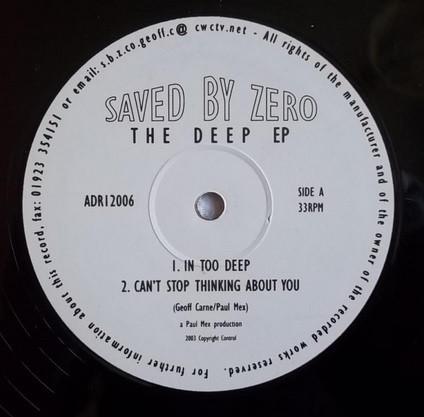 SAVED BY ZERO
THE DEEP EP
ADR12006
SIDE A
33RPM
1. IN TOO DEEP
2. CAN'T STOP THINKING ABOUT YOU
(Geoff Carne/Paul Mex)
a Paul Mex production
2003 Copyright Control
All rights of the manufacturer and of the owner of the recorded works reserved. For further information about this record, fax: 01923 354151 or email: s.b.z.co.geoff.c@ cwctv.net -